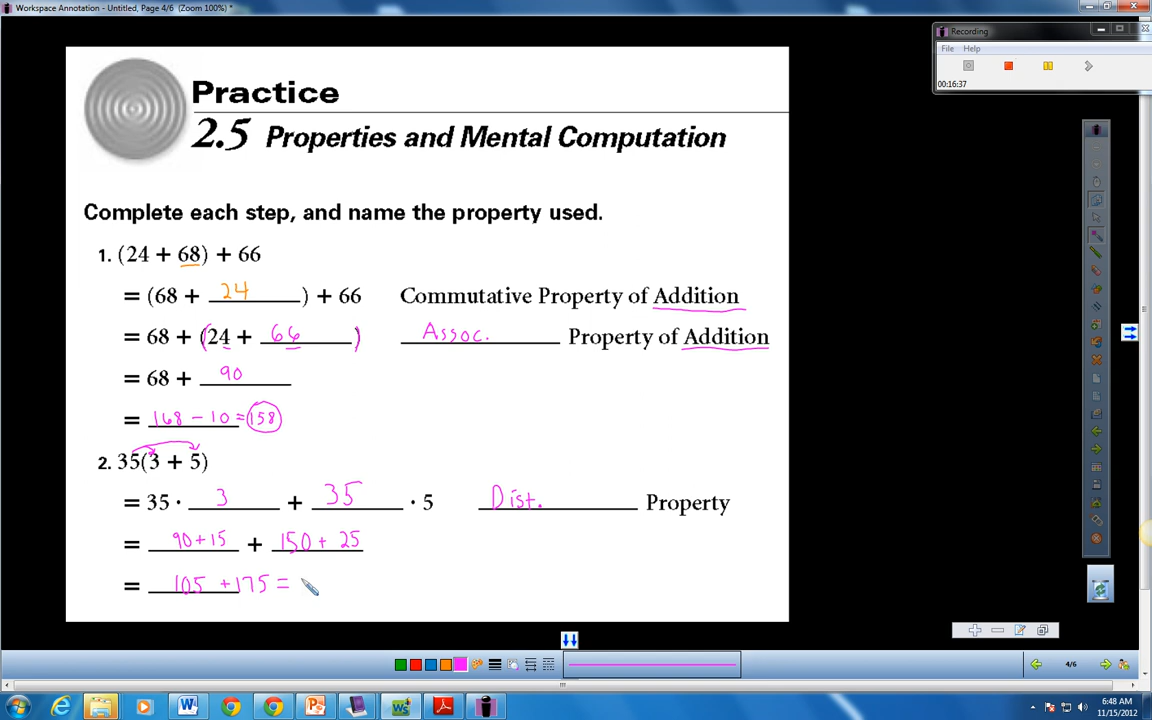 Workspace Annotation - Untitled, Page 4/6 (Zoom 100%) *
Recording
File Help
00:16:37
Practice
2.5 Properties and Mental Computation
Complete each step, and name the property used.
1. (24 + 68) + 66
= (68 + 24) + 66 Commutative Property of Addition
= 68 + (24 + 66) Assoc. Property of Addition
= 68 + 90
= 168 - 10 = 158
2. 35(3 + 5)
= 35 · 3 + 35 · 5 Dist. Property
= 90 + 15 + 150 + 25
= 105 + 175 =
4/6
6:48 AM
11/15/2012